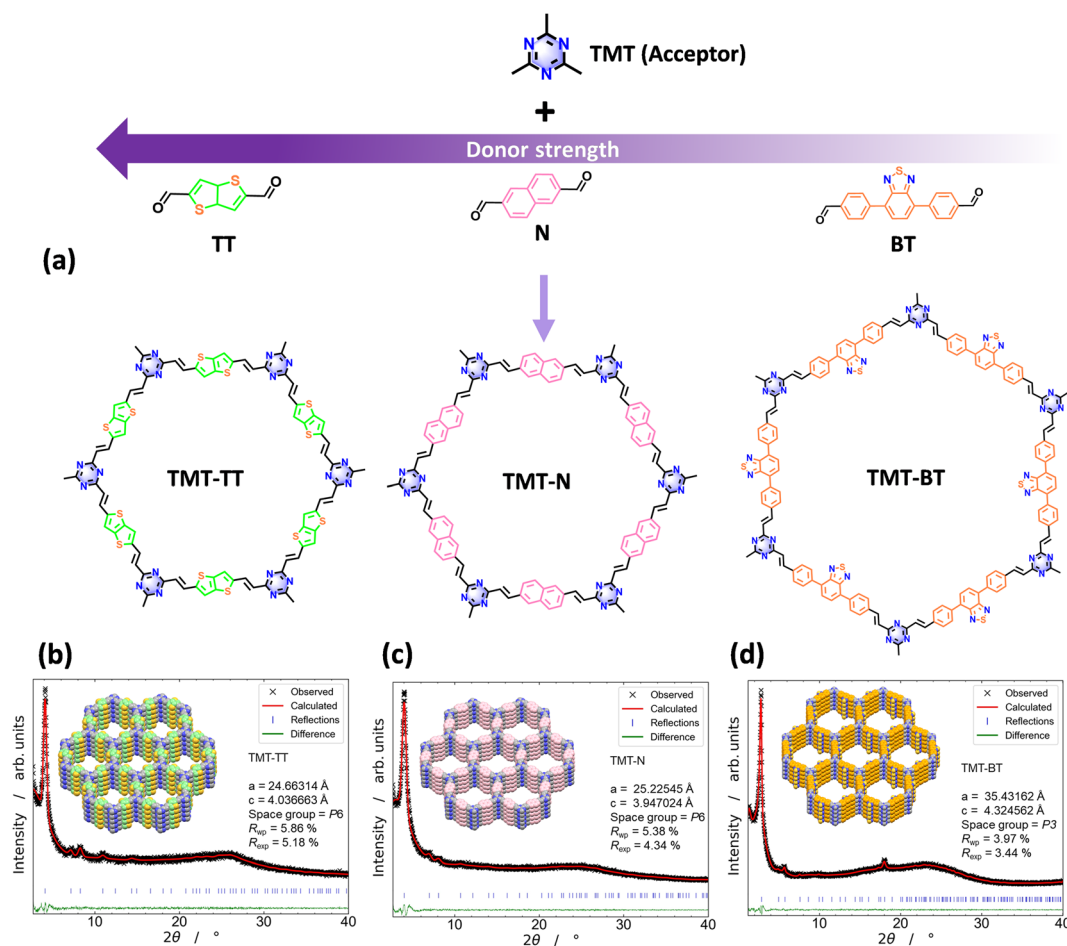 TMT (Acceptor)
N
N
N
+
Donor strength
O
S
S
O
O
O
S
N
N
O
O
TT
N
BT
(a)
TMT-TT
TMT-N
TMT-BT
(b)
(c)
(d)
Intensity / arb. units
× Observed
Calculated
Reflections
Difference
TMT-TT
a = 24.66314 Å
c = 4.036663 Å
Space group = P6
Rwp = 5.86 %
Rexp = 5.18 %
10
20
30
40
2θ / °
Intensity / arb. units
× Observed
Calculated
Reflections
Difference
TMT-N
a = 25.22545 Å
c = 3.947024 Å
Space group = P6
Rwp = 5.38 %
Rexp = 4.34 %
10
20
30
40
2θ / °
Intensity / arb. units
× Observed
Calculated
Reflections
Difference
TMT-BT
a = 35.43162 Å
c = 4.324562 Å
Space group = P3
Rwp = 3.97 %
Rexp = 3.44 %
10
20
30
40
2θ / °